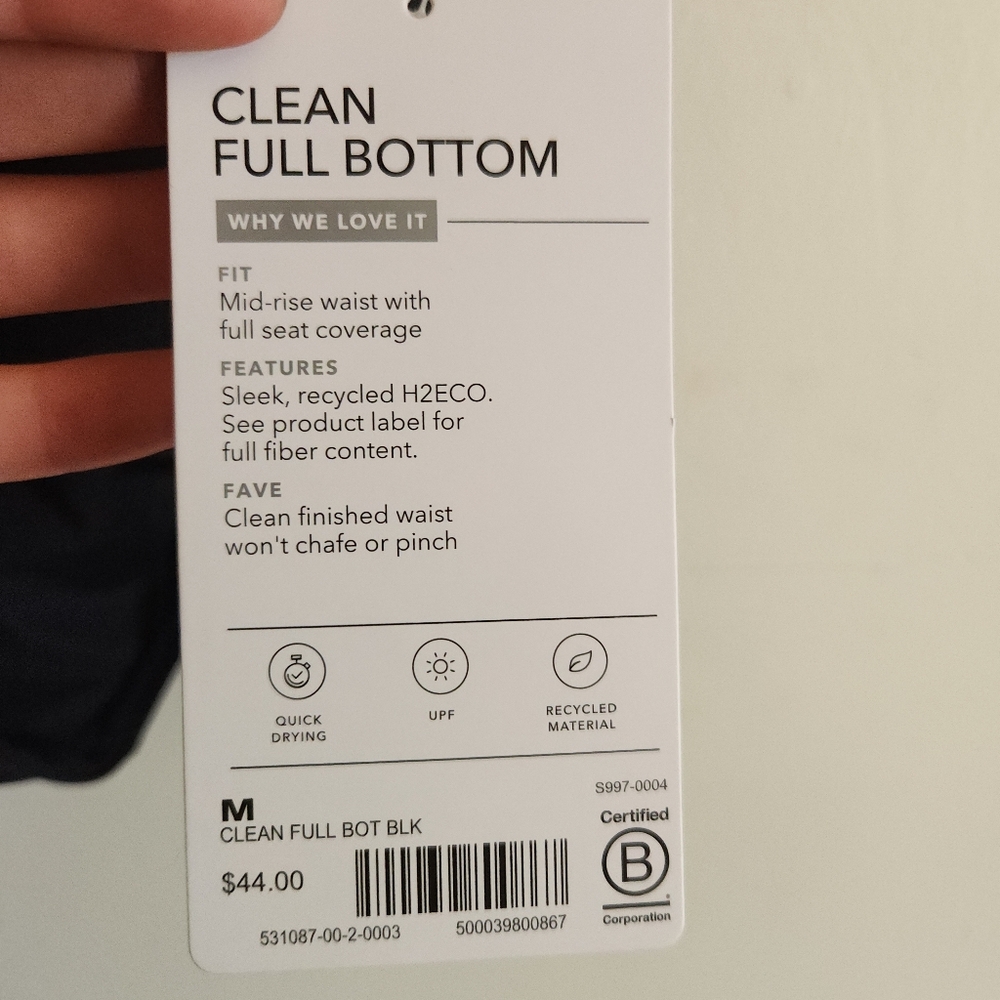 CLEAN
FULL BOTTOM
WHY WE LOVE IT
FIT
Mid-rise waist with
full seat coverage
FEATURES
Sleek, recycled H2ECO.
See product label for
full fiber content.
FAVE
Clean finished waist
won't chafe or pinch
QUICK
DRYING
UPF
RECYCLED
MATERIAL
S997-0004
M
CLEAN FULL BOT BLK
$44.00
531087-00-2-0003
500039800867
Certified
B
Corporation